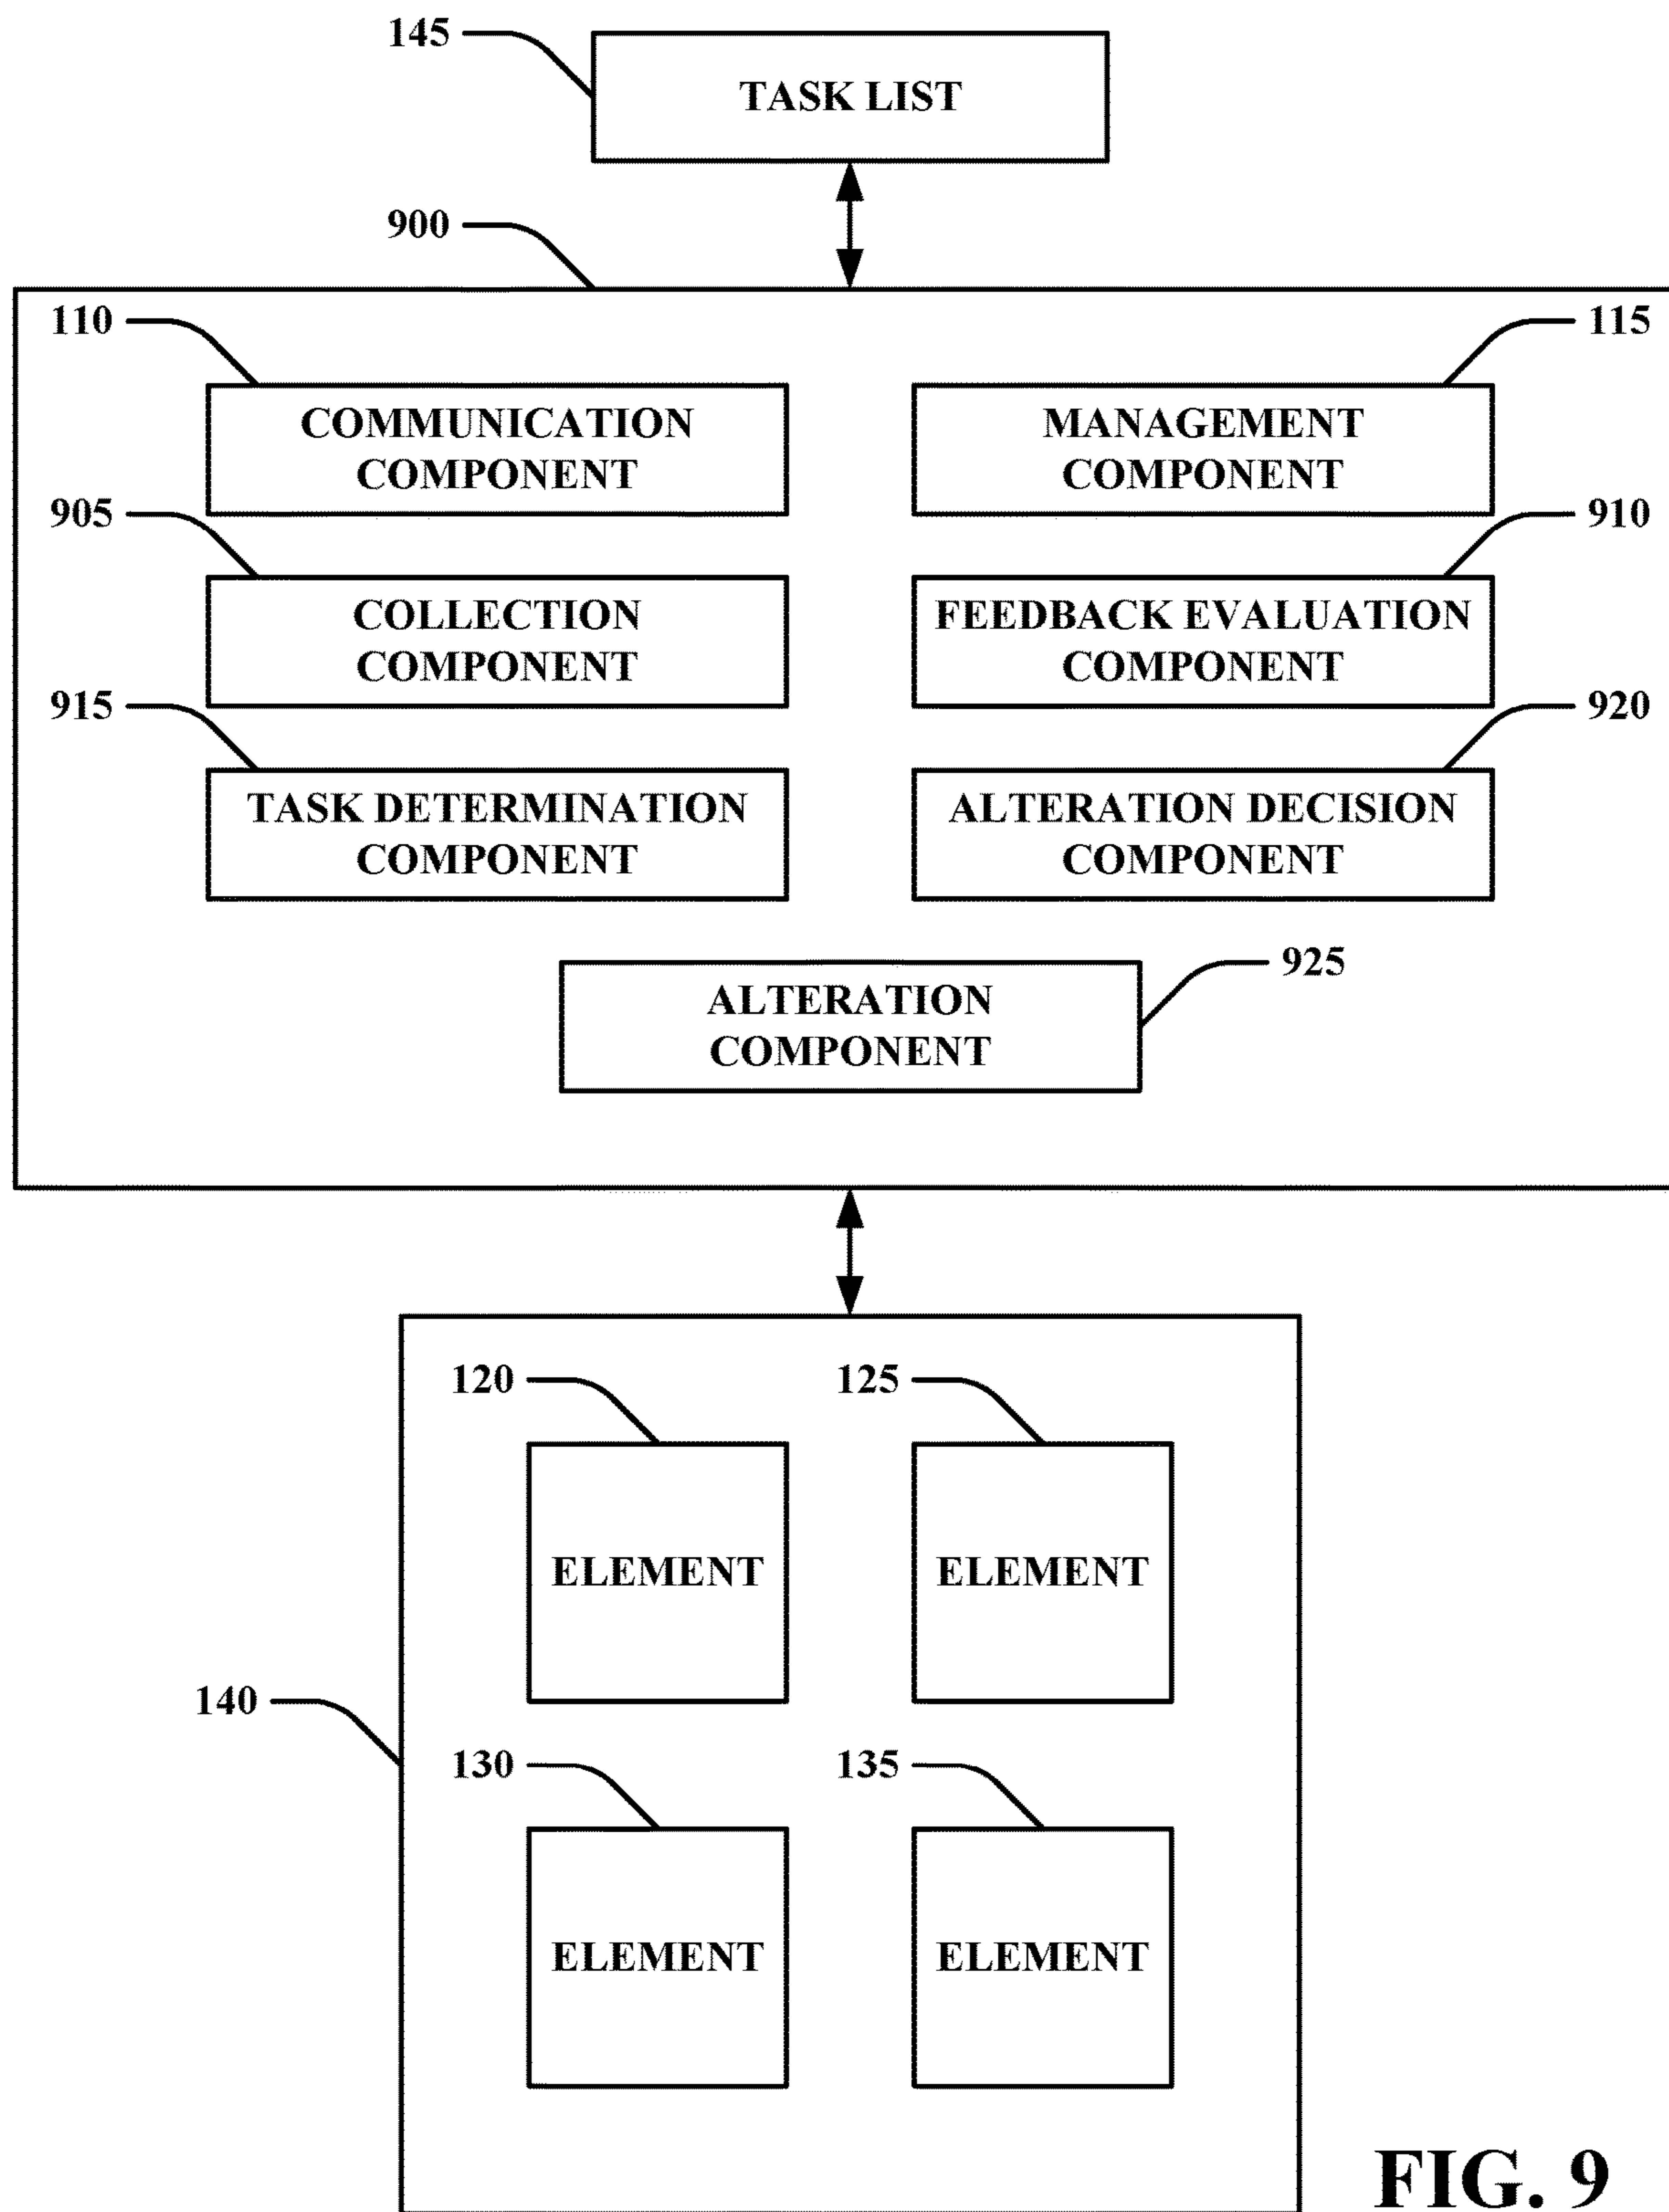 145
TASK LIST
900
110
115
COMMUNICATION
COMPONENT
MANAGEMENT
COMPONENT
905
910
COLLECTION
COMPONENT
FEEDBACK EVALUATION
COMPONENT
915
920
TASK DETERMINATION
COMPONENT
ALTERATION DECISION
COMPONENT
925
ALTERATION
COMPONENT
120
125
ELEMENT
ELEMENT
140
130
135
ELEMENT
ELEMENT
FIG. 9